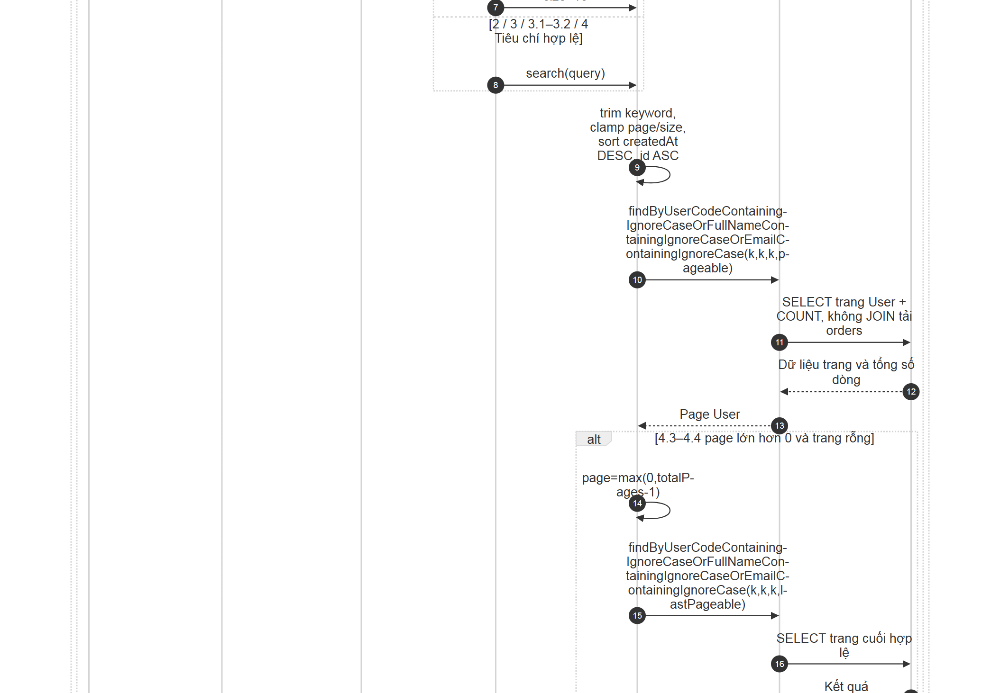 7
[2 / 3 / 3.1–3.2 / 4
Tiêu chí hợp lệ]
search(query)
8
trim keyword,
clamp page/size,
sort createdAt
DESC, id ASC
9
findByUserCodeContaining-
IgnoreCaseOrFullNameCon-
tainingIgnoreCaseOrEmailC-
ontainingIgnoreCase(k,k,k,p-
ageable)
10
SELECT trang User +
COUNT, không JOIN tải
orders
11
Dữ liệu trang và tổng số
dòng
12
Page User
13
alt
[4.3–4.4 page lớn hơn 0 và trang rỗng]
page=max(0,totalP-
ages-1)
14
findByUserCodeContaining-
IgnoreCaseOrFullNameCon-
tainingIgnoreCaseOrEmailC-
ontainingIgnoreCase(k,k,k,l-
astPageable)
15
SELECT trang cuối hợp
lệ
16
Kết quả